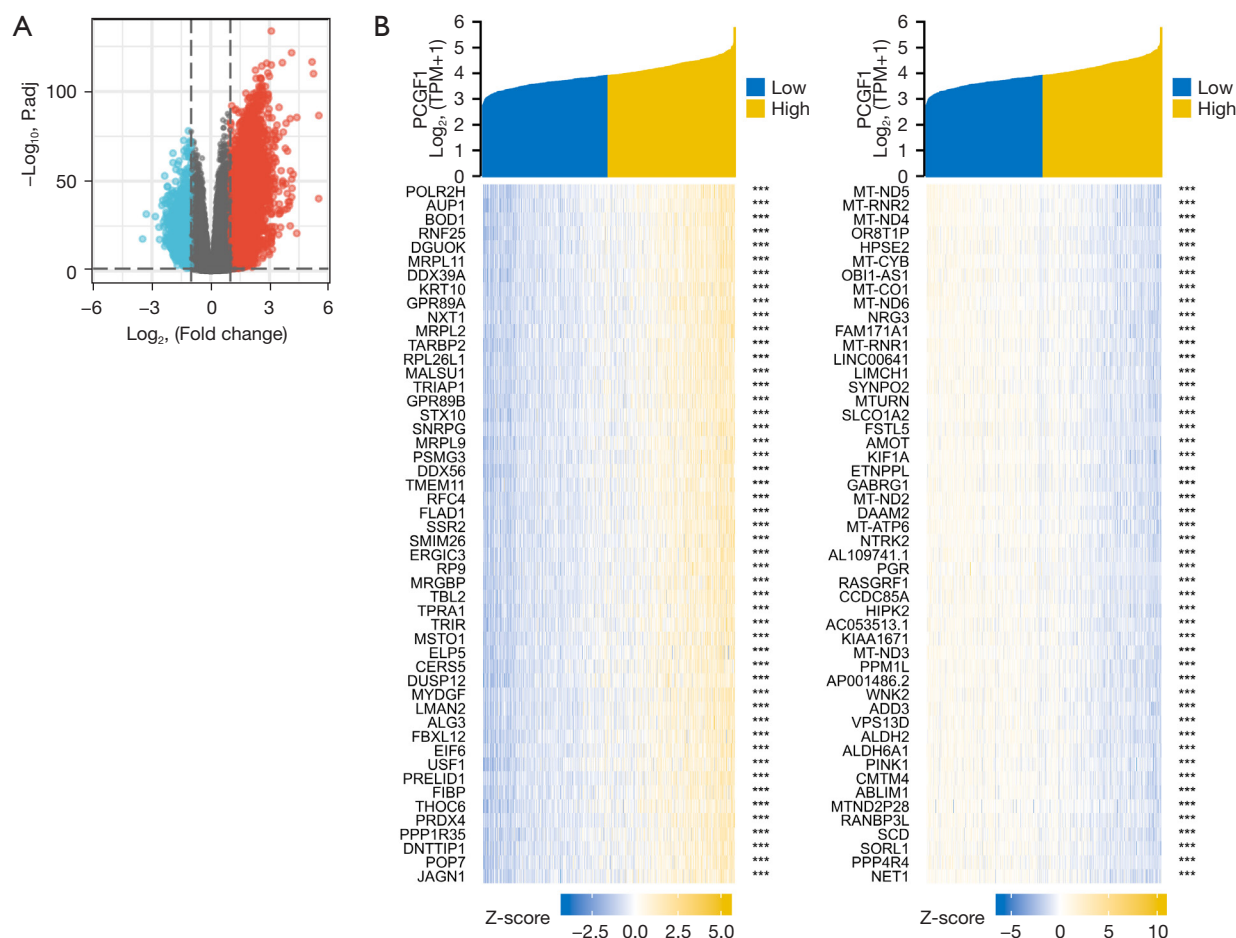 A
100
50
0
−Log10, P.adj
−6
−3
0
3
6
Log2, (Fold change)
B
6
5
4
3
2
1
0
PCGF1
Log2, (TPM+1)
Low
High
POLR2H ***
AUP1 ***
BOD1 ***
RNF25 ***
DGUOK ***
MRPL11 ***
DDX39A ***
KRT10 ***
GPR89A ***
NXT1 ***
MRPL2 ***
TARBP2 ***
RPL26L1 ***
MALSU1 ***
TRIAP1 ***
GPR89B ***
STX10 ***
SNRPG ***
MRPL9 ***
PSMG3 ***
DDX56 ***
TMEM11 ***
RFC4 ***
FLAD1 ***
SSR2 ***
SMIM26 ***
ERGIC3 ***
RP9 ***
MRGBP ***
TBL2 ***
TPRA1 ***
TRIR ***
MSTO1 ***
ELP5 ***
CERS5 ***
DUSP12 ***
MYDGF ***
LMAN2 ***
ALG3 ***
FBXL12 ***
EIF6 ***
USF1 ***
PRELID1 ***
FIBP ***
THOC6 ***
PRDX4 ***
PPP1R35 ***
DNTTIP1 ***
POP7 ***
JAGN1 ***
Z-score
−2.5 0.0 2.5 5.0
6
5
4
3
2
1
0
PCGF1
Log2, (TPM+1)
Low
High
MT-ND5 ***
MT-RNR2 ***
MT-ND4 ***
OR8T1P ***
HPSE2 ***
MT-CYB ***
OBI1-AS1 ***
MT-CO1 ***
MT-ND6 ***
NRG3 ***
FAM171A1 ***
MT-RNR1 ***
LINC00641 ***
LIMCH1 ***
SYNPO2 ***
MTURN ***
SLCO1A2 ***
FSTL5 ***
AMOT ***
KIF1A ***
ETNPPL ***
GABRG1 ***
MT-ND2 ***
DAAM2 ***
MT-ATP6 ***
NTRK2 ***
AL109741.1 ***
PGR ***
RASGRF1 ***
CCDC85A ***
HIPK2 ***
AC053513.1 ***
KIAA1671 ***
MT-ND3 ***
PPM1L ***
AP001486.2 ***
WNK2 ***
ADD3 ***
VPS13D ***
ALDH2 ***
ALDH6A1 ***
PINK1 ***
CMTM4 ***
ABLIM1 ***
MTND2P28 ***
RANBP3L ***
SCD ***
SORL1 ***
PPP4R4 ***
NET1 ***
Z-score
−5 0 5 10